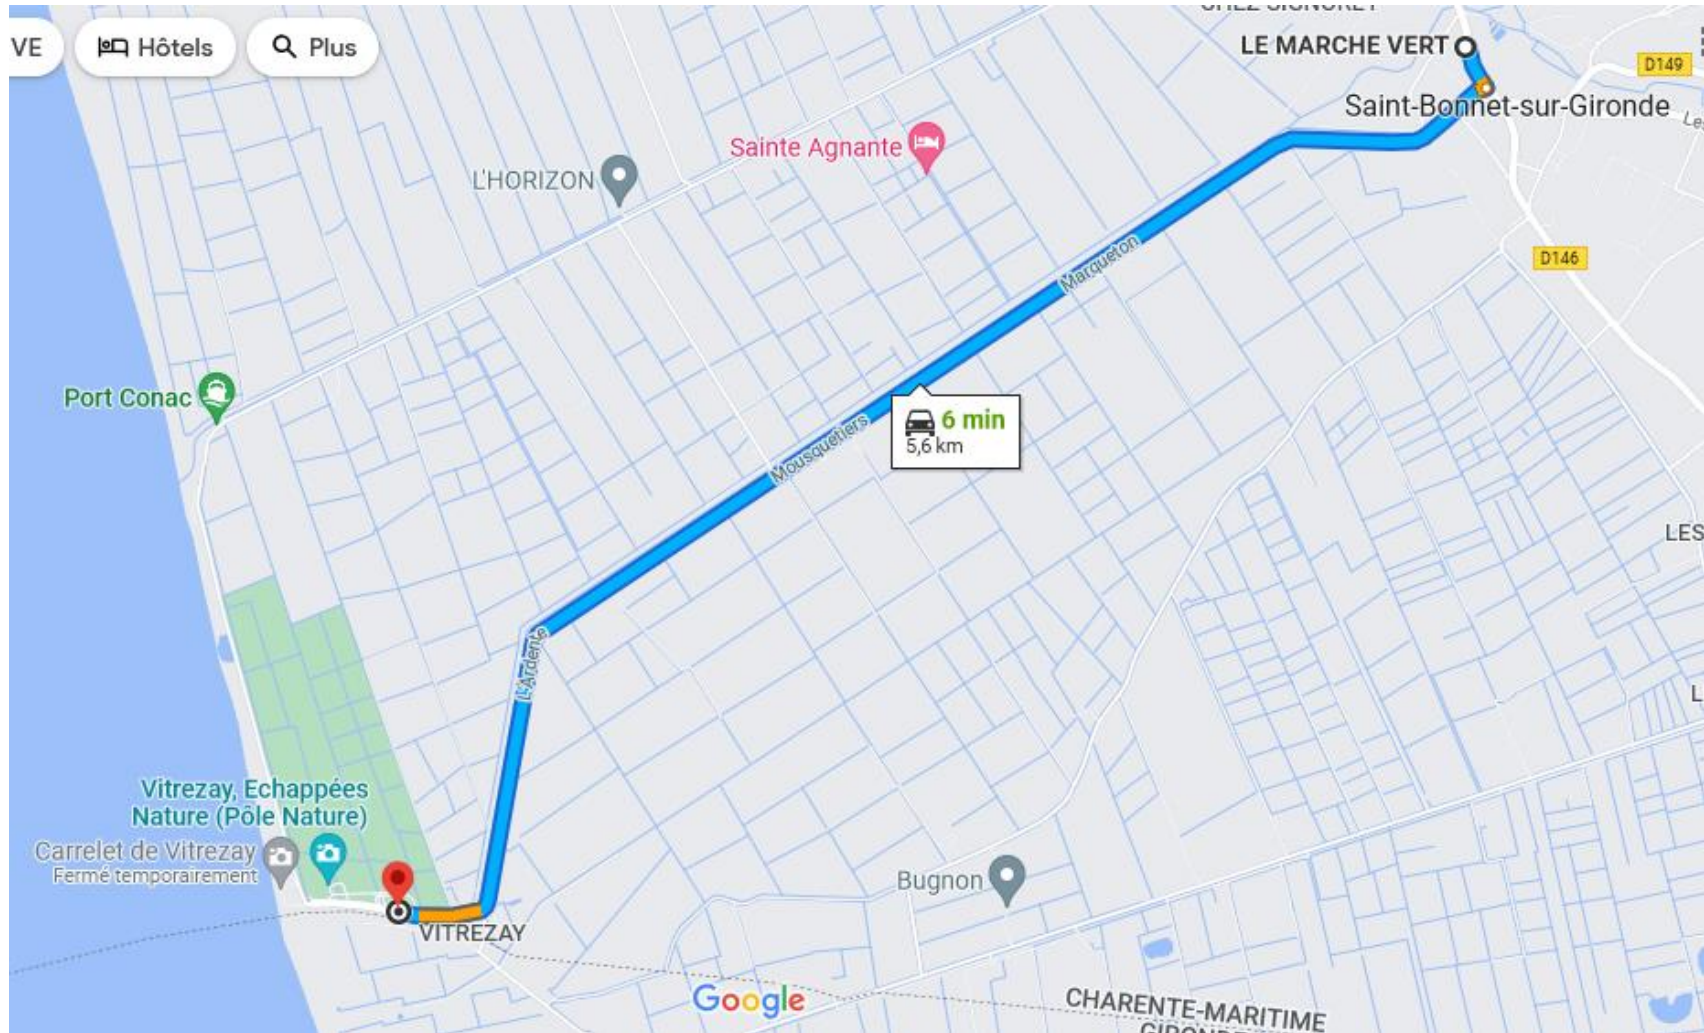 CHEZ SIGNORET
VE
Hôtels
Plus
LE MARCHE VERT
D149
Saint-Bonnet-sur-Gironde
Sainte Agnante
L'HORIZON
Marqueton
D146
Port Conac
6 min
5,6 km
Mousquetiers
LES
L'Ardente
L
Vitrezay, Echappées
Nature (Pôle Nature)
Carrelet de Vitrezay
Fermé temporairement
Bugnon
VITREZAY
Google
CHARENTE-MARITIME